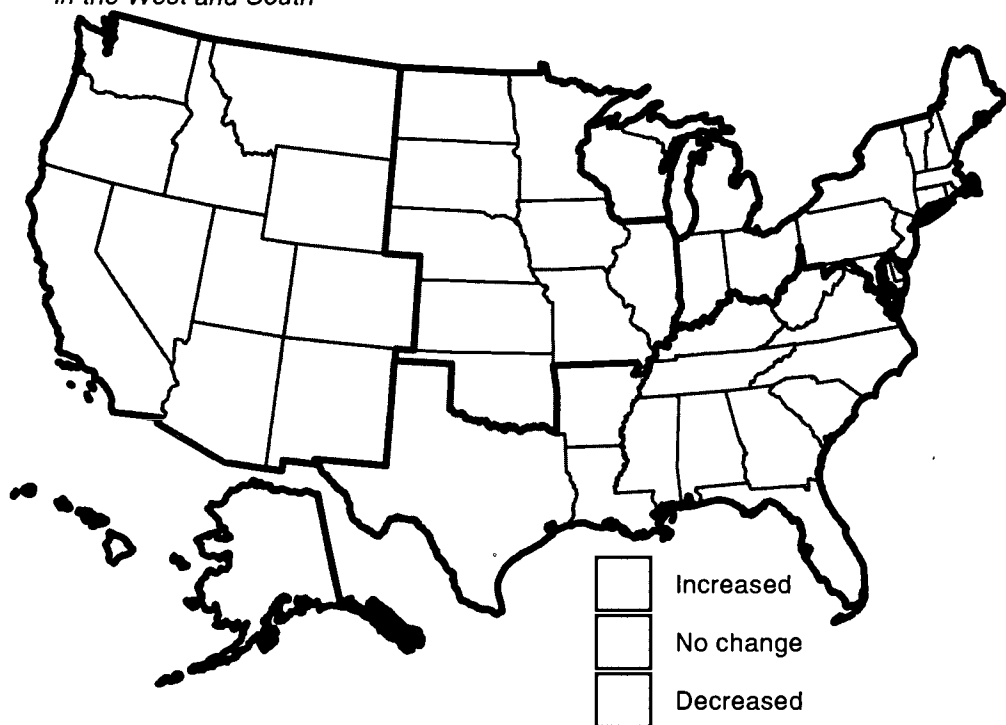 in the West and South
Increased
No change
Decreased